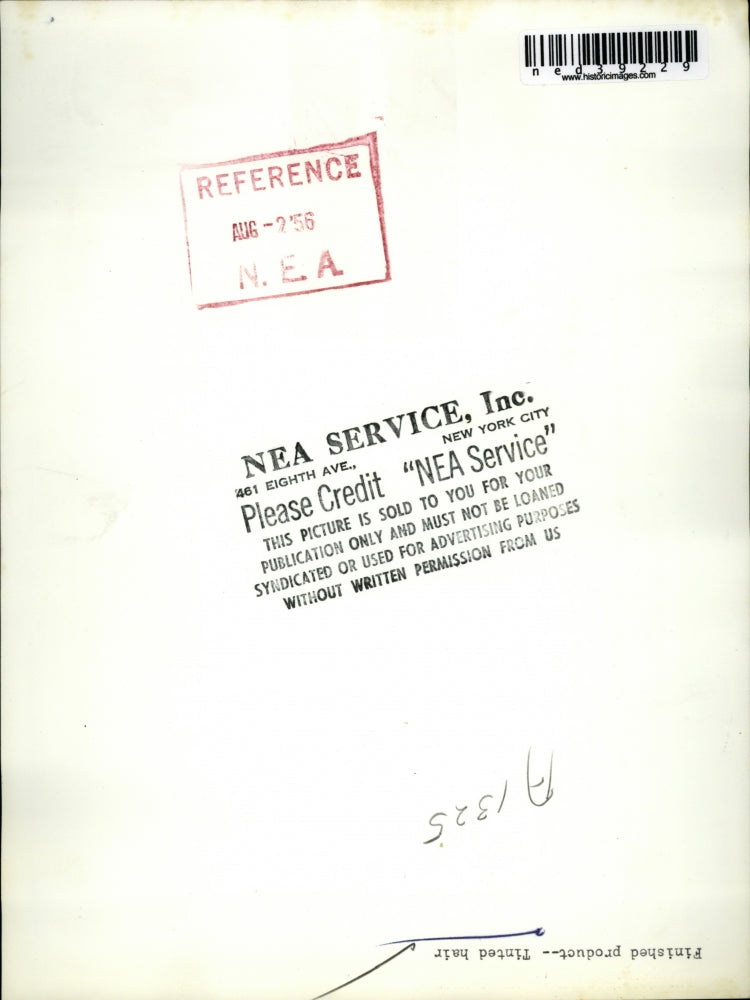 ned39229
www.historicimages.com
REFERENCE
AUG - 2 '56
N. E. A
NEA SERVICE, Inc.
461 EIGHTH AVE., NEW YORK CITY
Please Credit "NEA Service"
THIS PICTURE IS SOLD TO YOU FOR YOUR
PUBLICATION ONLY AND MUST NOT BE LOANED
SYNDICATED OR USED FOR ADVERTISING PURPOSES
WITHOUT WRITTEN PERMISSION FROM US
A 1325
Finished product--Tinted hair